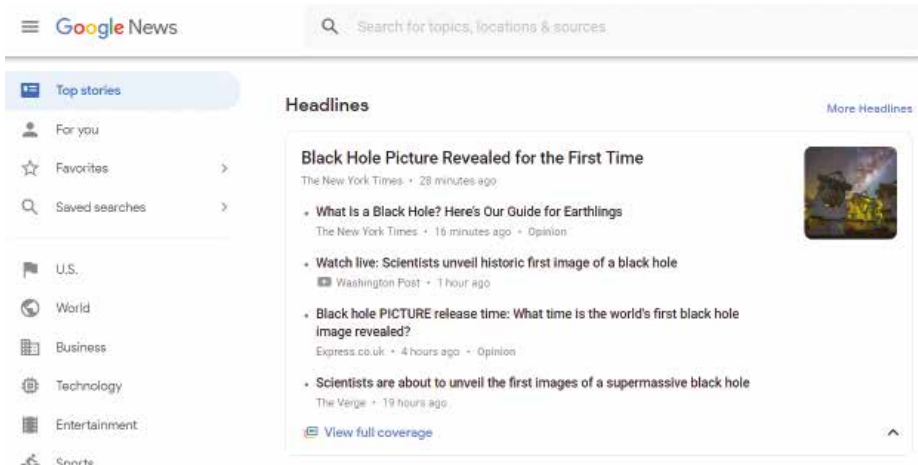 Google News
Search for topics, locations & sources
Top stories
For you
Favorites
Saved searches
U.S.
World
Business
Technology
Entertainment
Sports
Headlines
More Headlines
Black Hole Picture Revealed for the First Time
The New York Times • 28 minutes ago
• What Is a Black Hole? Here's Our Guide for Earthlings
The New York Times • 16 minutes ago • Opinion
• Watch live: Scientists unveil historic first image of a black hole
Washington Post • 1 hour ago
• Black hole PICTURE release time: What time is the world's first black hole
image revealed?
Express.co.uk • 4 hours ago • Opinion
• Scientists are about to unveil the first images of a supermassive black hole
The Verge • 19 hours ago
View full coverage